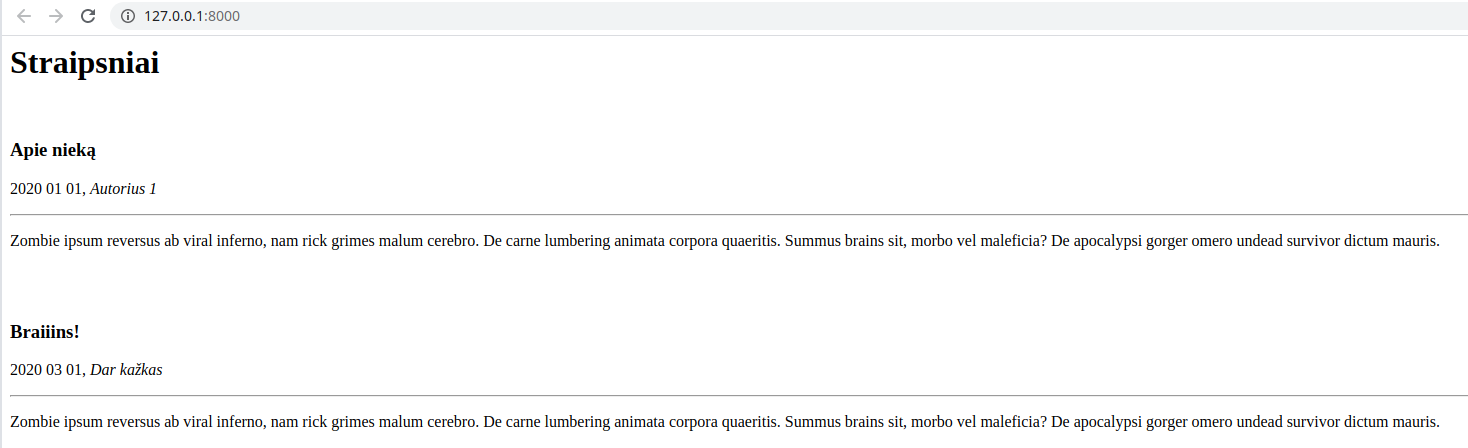 127.0.0.1:8000
Straipsniai
Apie nieką
2020 01 01, Autorius 1
Zombie ipsum reversus ab viral inferno, nam rick grimes malum cerebro. De carne lumbering animata corpora quaeritis. Summus brains sit, morbo vel maleficia? De apocalypsi gorger omero undead survivor dictum mauris.
Braiiins!
2020 03 01, Dar kažkas
Zombie ipsum reversus ab viral inferno, nam rick grimes malum cerebro. De carne lumbering animata corpora quaeritis. Summus brains sit, morbo vel maleficia? De apocalypsi gorger omero undead survivor dictum mauris.